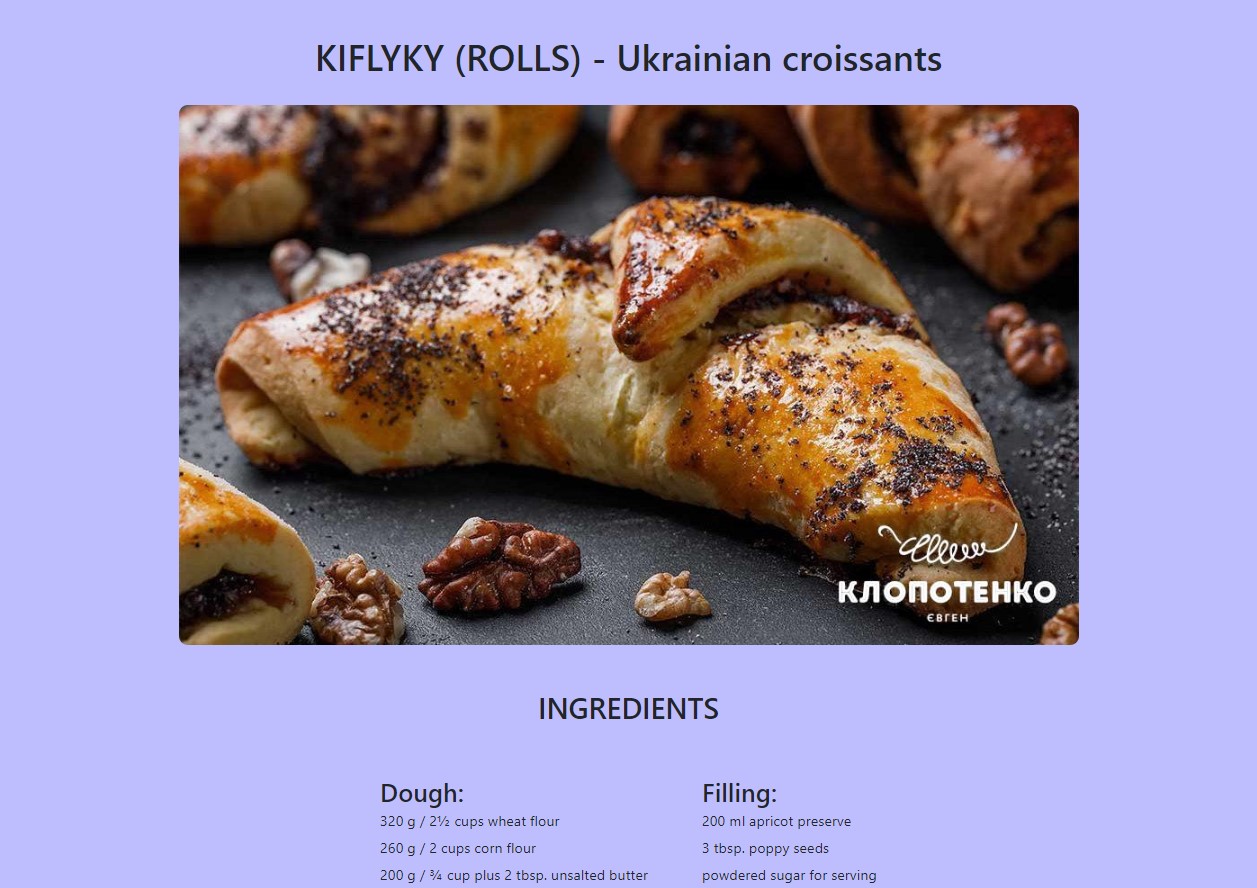 KIFLYKY (ROLLS) - Ukrainian croissants
КЛОПОТЕНКО
ЄВГЕН
INGREDIENTS
Dough:
320 g / 2½ cups wheat flour
260 g / 2 cups corn flour
200 g / ¾ cup plus 2 tbsp. unsalted butter
Filling:
200 ml apricot preserve
3 tbsp. poppy seeds
powdered sugar for serving